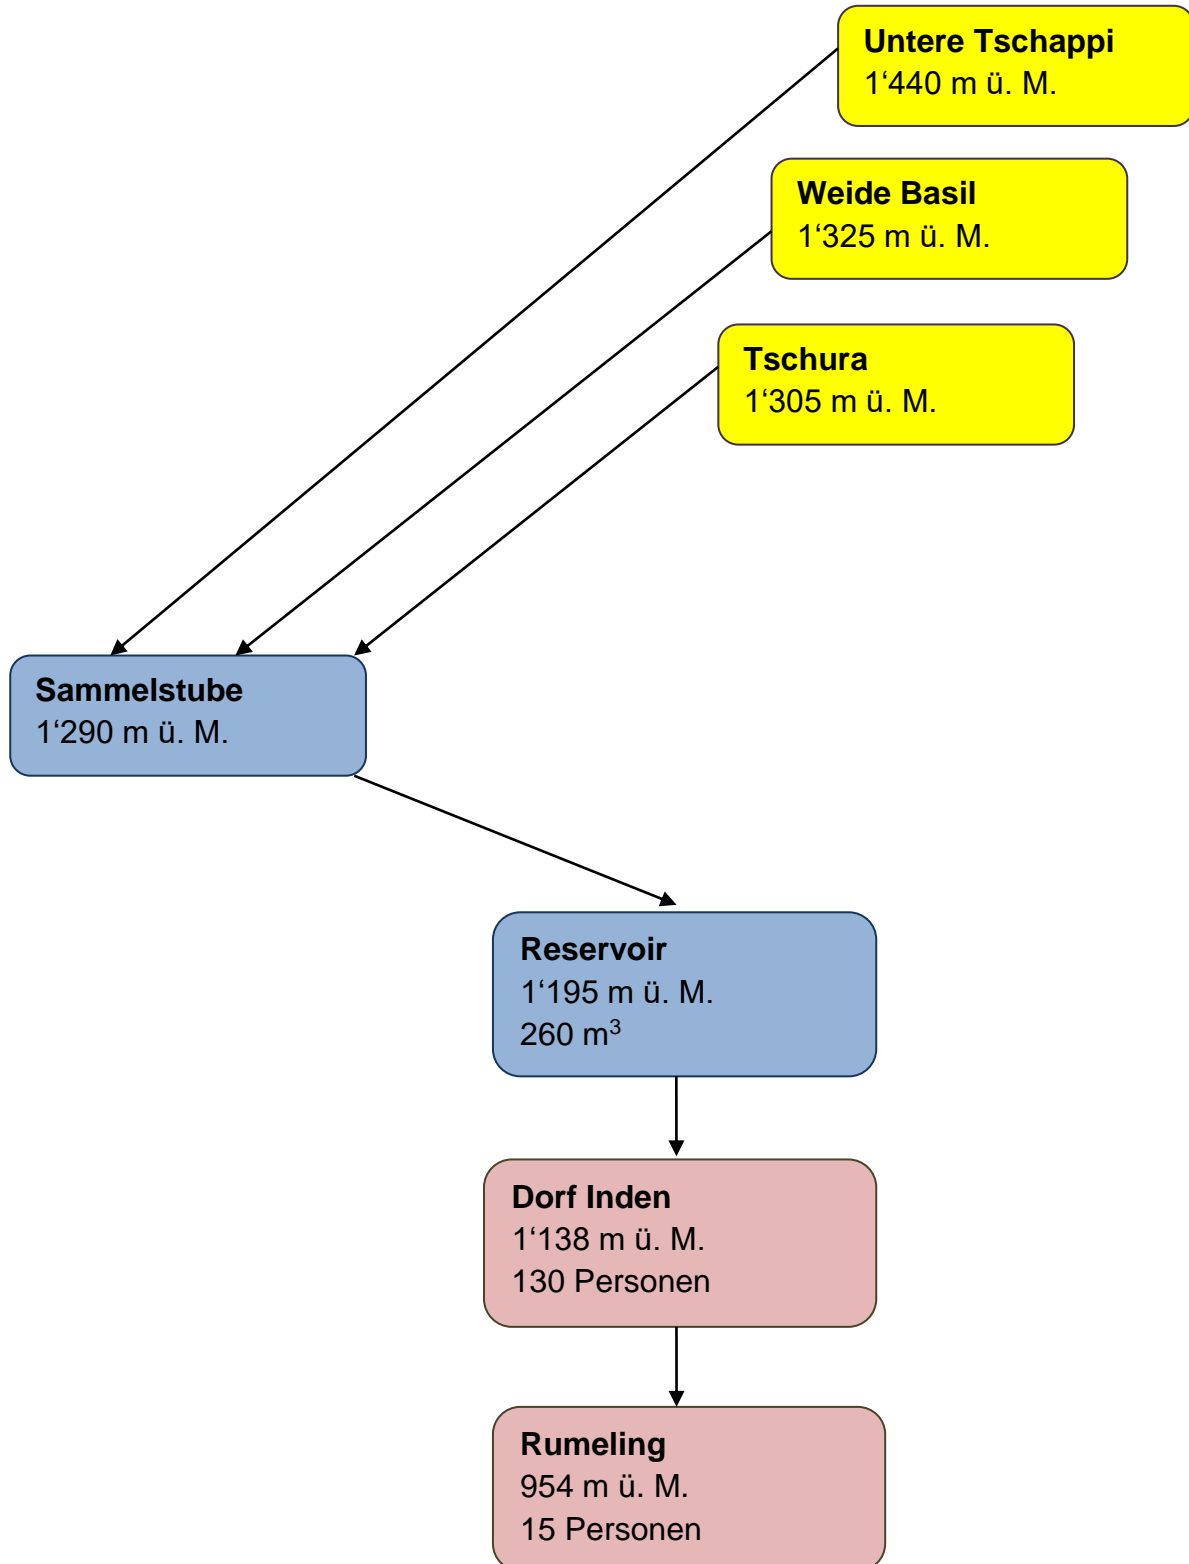 Untere Tschappi
1‘440 m ü. M.
Weide Basil
1‘325 m ü. M.
Tschura
1‘305 m ü. M.
Sammelstube
1‘290 m ü. M.
Reservoir
1‘195 m ü. M.
260 m³
Dorf Inden
1‘138 m ü. M.
130 Personen
Rumeling
954 m ü. M.
15 Personen